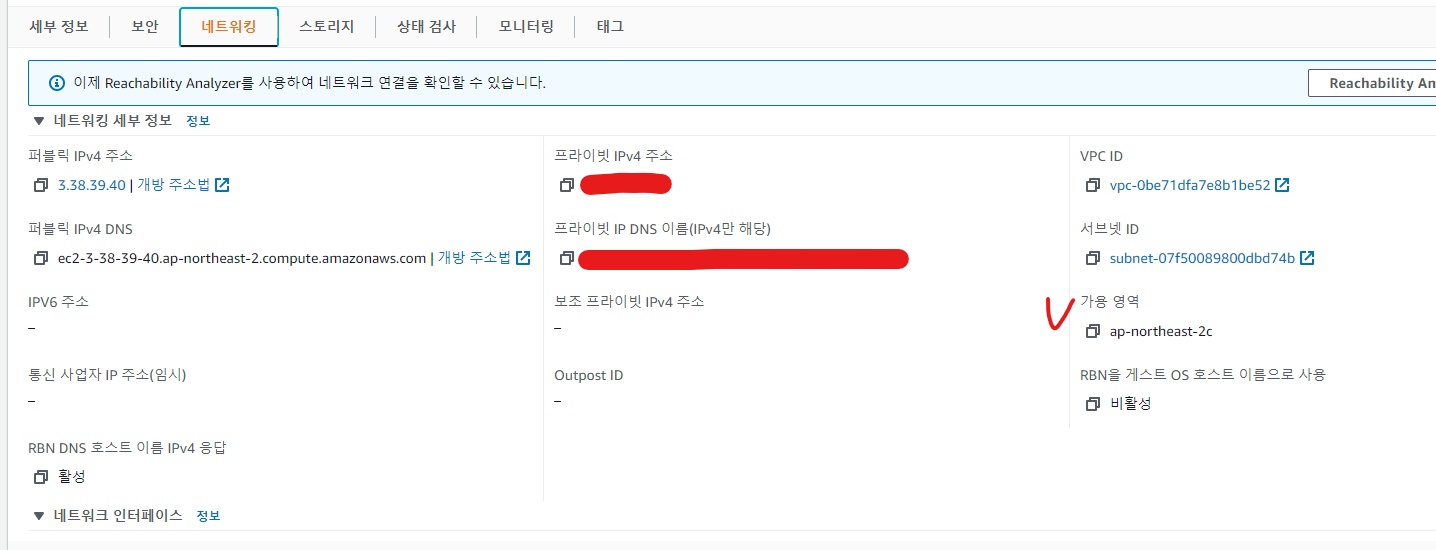 세부 정보 보안 네트워킹 스토리지 상태 검사 모니터링 태그
이제 Reachability Analyzer를 사용하여 네트워크 연결을 확인할 수 있습니다. Reachability An
▼ 네트워킹 세부 정보 정보
퍼블릭 IPv4 주소
3.38.39.40 | 개방 주소법
퍼블릭 IPv4 DNS
ec2-3-38-39-40.ap-northeast-2.compute.amazonaws.com | 개방 주소법
IPV6 주소
–
통신 사업자 IP 주소(임시)
–
RBN DNS 호스트 이름 IPv4 응답
활성
프라이빗 IPv4 주소
프라이빗 IP DNS 이름(IPv4만 해당)
보조 프라이빗 IPv4 주소
–
Outpost ID
–
VPC ID
vpc-0be71dfa7e8b1be52
서브넷 ID
subnet-07f50089800dbd74b
가용 영역
ap-northeast-2c
RBN을 게스트 OS 호스트 이름으로 사용
비활성
▼ 네트워크 인터페이스 정보